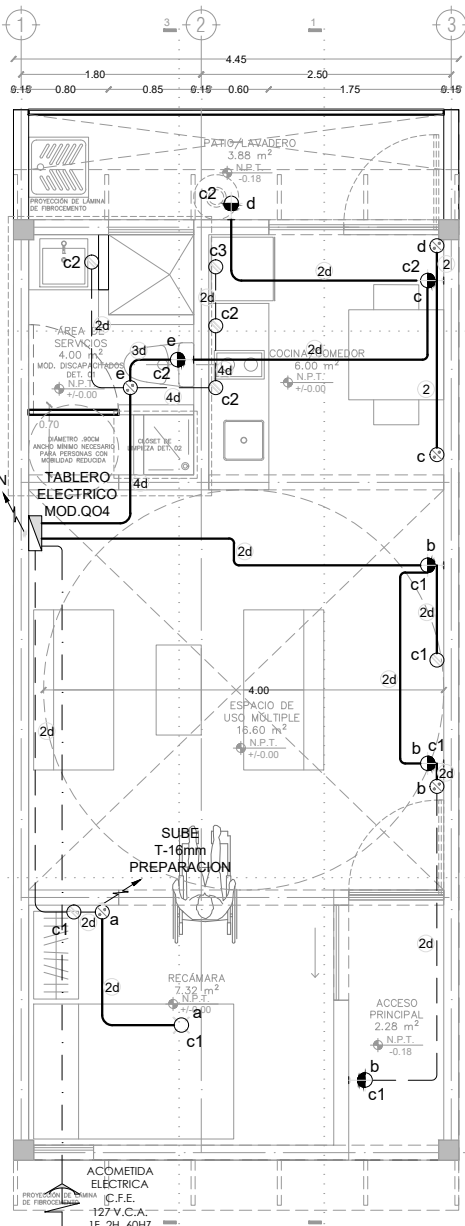 1
2
3
3
1
4.45
1.80
2.50
0.15
0.80
0.85
0.15
0.60
1.75
0.15
PATIO/LAVADERO
3.88 m²
N.P.T.
-0.18
PROYECCIÓN DE LÁMINA
DE FIBROCEMENTO
c2
d
c2
c3
2d
d
2
c2
c
2d
c2
2d
2d
ÁREA DE
SERVICIOS
4.00 m²
MOD. DISCAPACITADOS
DET. 01
N.P.T.
+/-0.00
3d
e
c2
e
4d
4d
c2
COCINA/COMEDOR
6.00 m²
N.P.T.
+/-0.00
2
0.70
DIÁMETRO .80CM
ANCHO MÍNIMO NECESARIO
PARA PERSONAS CON
MOBILIDAD REDUCIDA
CLÓSET DE
LIMPIEZA DET. 02
c
TABLERO
ELECTRICO
MOD.QO4
4d
2d
b
c1
2d
c1
2d
4.00
ESPACIO DE
USO MÚLTIPLE
16.60 m²
N.P.T.
+/-0.00
2d
b
c1
2d
b
SUBE
T-16mm
PREPARACION
c1
2d
a
2d
2d
RECÁMARA
7.32 m²
N.P.T.
+/-0.00
a
c1
ACCESO
PRINCIPAL
2.28 m²
N.P.T.
-0.18
b
c1
ACOMETIDA
ELECTRICA
C.F.E.
127 V.C.A.
1F, 2H, 60HZ
PROYECCIÓN DE LÁMINA
DE FIBROCEMENTO
3
1